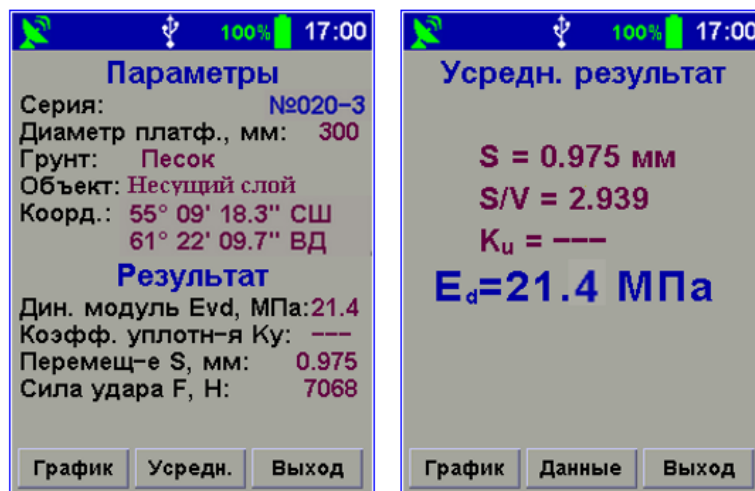 100% 17:00
Параметры
Серия: №020-3
Диаметр платф., мм: 300
Грунт: Песок
Объект: Несущий слой
Коорд.: 55° 09' 18.3" СШ
61° 22' 09.7" ВД
Результат
Дин. модуль Evd, МПа:21.4
Коэфф. уплотн-я Ку: ---
Перемещ-е S, мм: 0.975
Сила удара F, Н: 7068
График Усредн. Выход
100% 17:00
Усредн. результат
S = 0.975 мм
S/V = 2.939
Ku = ---
Ed=21.4 МПа
График Данные Выход